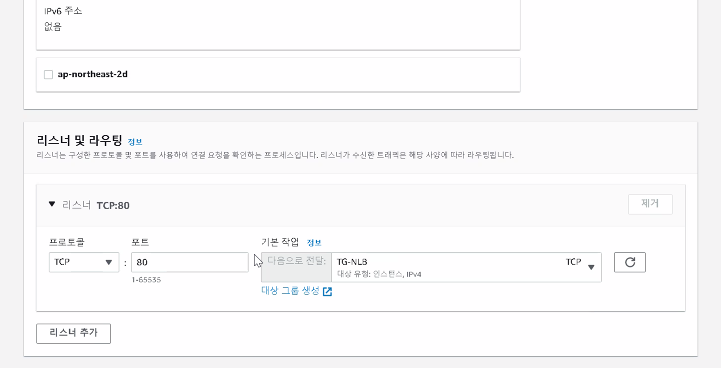 IPv6 주소
없음
ap-northeast-2d
리스너 및 라우팅 정보
리스너는 구성한 프로토콜 및 포트를 사용하여 연결 요청을 확인하는 프로세스입니다. 리스너가 수신한 트래픽은 해당 사양에 따라 라우팅됩니다.
리스너 TCP:80
제거
프로토콜 포트 기본 작업 정보
TCP : 80 다음으로 전달: TG-NLB TCP
대상 유형: 인스턴스, IPv4
1-65535
대상 그룹 생성
리스너 추가